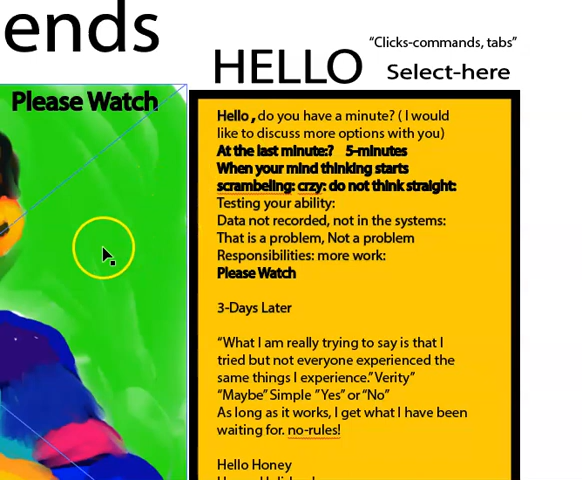 ends
“Clicks-commands, tabs”
HELLO Select-here
Please Watch
Hello , do you have a minute? ( I would
like to discuss more options with you)
At the last minute:? 5-minutes
When your mind thinking starts
scrambeling: crzy: do not think straight:
Testing your ability:
Data not recorded, not in the systems:
That is a problem, Not a problem
Responsibilities: more work:
Please Watch
3-Days Later
“What I am really trying to say is that I
tried but not everyone experienced the
same things I experience.” Verity”
“Maybe” Simple “Yes” or “No”
As long as it works, I get what I have been
waiting for. no-rules!
Hello Honey